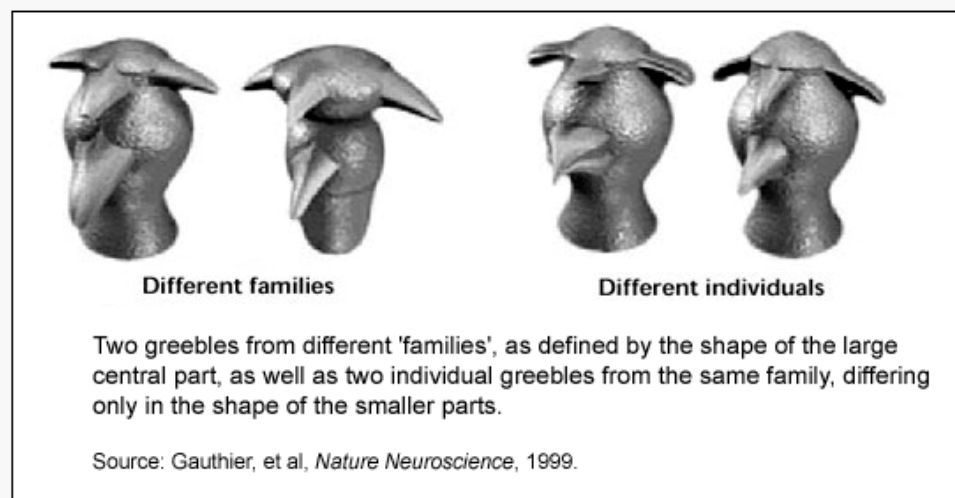 Different families
Different individuals
Two greebles from different 'families', as defined by the shape of the large
central part, as well as two individual greebles from the same family, differing
only in the shape of the smaller parts.
Source: Gauthier, et al, Nature Neuroscience, 1999.